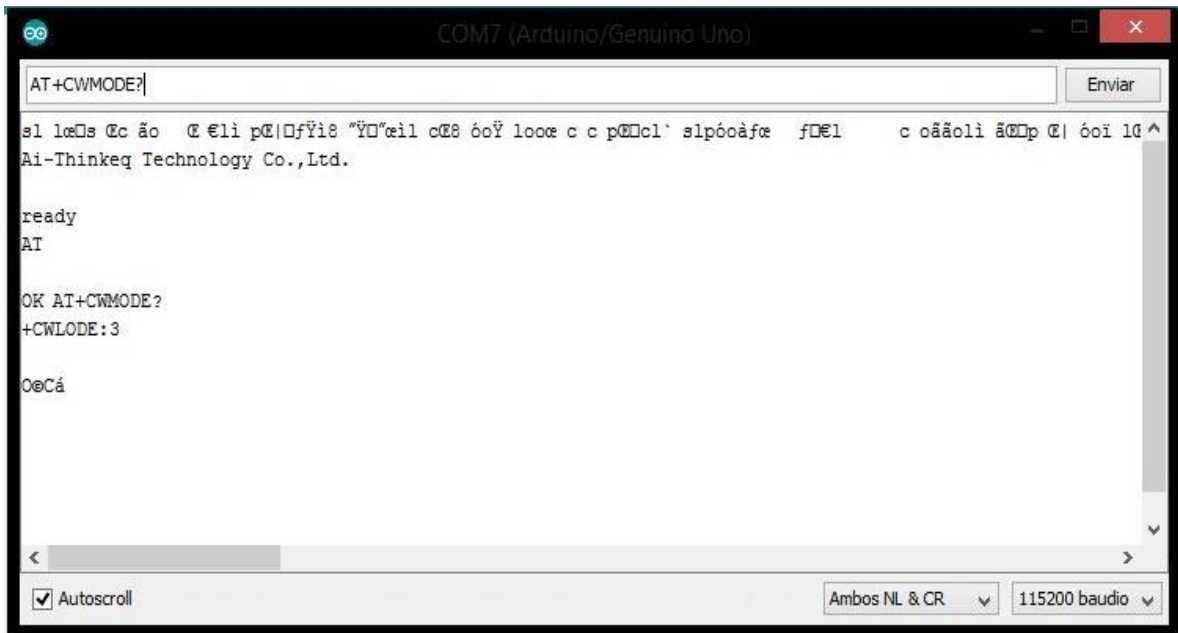 COM7 (Arduino/Genuino Uno)
AT+CWMODE?
Enviar
Ai-Thinkeq Technology Co.,Ltd.
ready
AT
OK AT+CWMODE?
+CWLODE:3
O©Cá
Autoscroll
Ambos NL & CR
115200 baudio